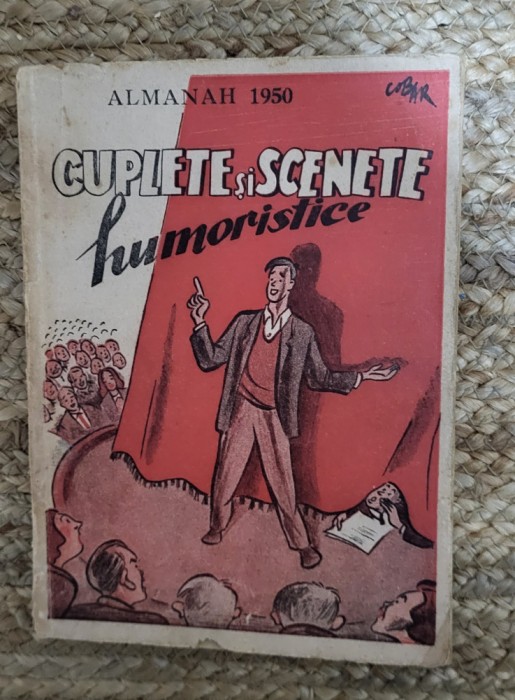 ALMANAH 1950
COBAR
CUPLETE și SCENETE
humoristice